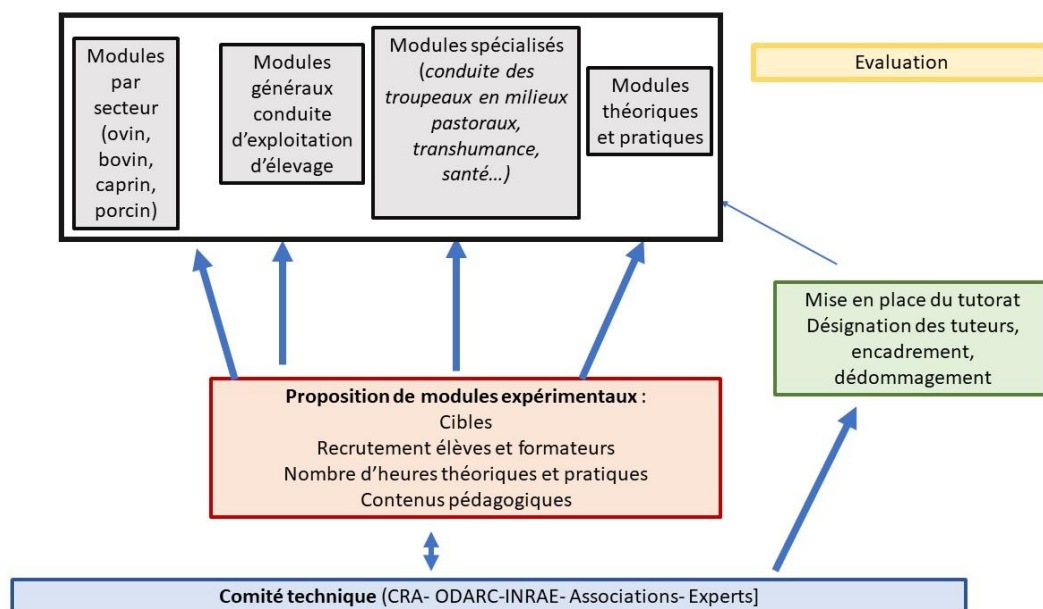 Modules
par
secteur
(ovin,
bovin,
caprin,
porcin)
Modules
généraux
conduite
d'exploitation
d'élevage
Modules spécialisés
(conduite des
troupeaux en milieux
pastoraux,
transhumance,
santé...)
Modules
théoriques
et pratiques
Evaluation
Mise en place du tutorat
Désignation des tuteurs,
encadrement,
dédommagement
Proposition de modules expérimentaux :
Cibles
Recrutement élèves et formateurs
Nombre d'heures théoriques et pratiques
Contenus pédagogiques
Comité technique (CRA- ODARC-INRAE- Associations- Experts]